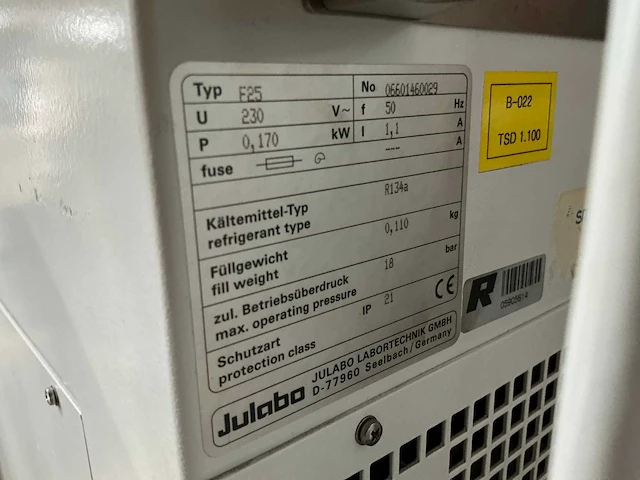 Typ F25 No 06601460029
U 230 V~ f 50 Hz
P 0,170 kW I 1,1 A
fuse --- A
Kältemittel-Typ
refrigerant type R134a
Füllgewicht
fill weight 0,110 kg
zul. Betriebsüberdruck
max. operating pressure 18 bar
Schutzart
protection class IP 21
CE
Julabo JULABO LABORTECHNIK GMBH
D-77960 Seelbach/Germany
B-022
TSD 1.100
R
05905614